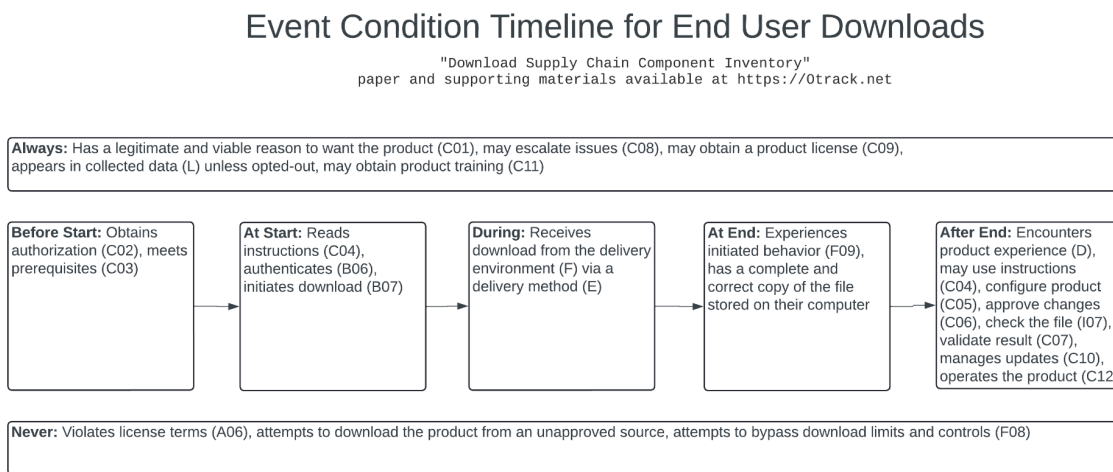 Event Condition Timeline for End User Downloads
"Download Supply Chain Component Inventory"
paper and supporting materials available at https://0track.net
Always: Has a legitimate and viable reason to want the product (C01), may escalate issues (C08), may obtain a product license (C09),
appears in collected data (L) unless opted-out, may obtain product training (C11)
Before Start: Obtains
authorization (C02), meets
prerequisites (C03)
At Start: Reads
instructions (C04),
authenticates (B06),
initiates download (B07)
During: Receives
download from the delivery
environment (F) via a
delivery method (E)
At End: Experiences
initiated behavior (F09),
has a complete and
correct copy of the file
stored on their computer
After End: Encounters
product experience (D),
may use instructions
(C04), configure product
(C05), approve changes
(C06), check the file (I07),
validate result (C07),
manages updates (C10),
operates the product (C12
Never: Violates license terms (A06), attempts to download the product from an unapproved source, attempts to bypass download limits and controls (F08)